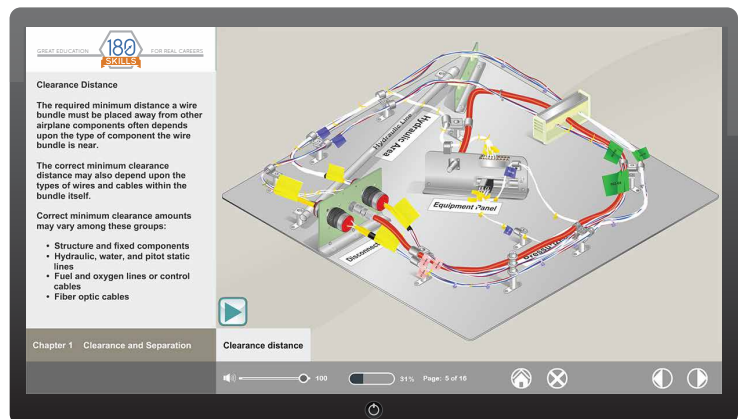 GREAT EDUCATION
180
SKILLS
FOR REAL CAREERS
Clearance Distance
The required minimum distance a wire
bundle must be placed away from other
airplane components often depends
upon the type of component the wire
bundle is near.
The correct minimum clearance
distance may also depend upon the
types of wires and cables within the
bundle itself.
Correct minimum clearance amounts
may vary among these groups:
• Structure and fixed components
• Hydraulic, water, and pitot static
lines
• Fuel and oxygen lines or control
cables
• Fiber optic cables
Hydraulic Line
Hydraulic Area
Equipment Panel
Chapter 1 Clearance and Separation
Clearance distance
100
31%
Page: 5 of 16